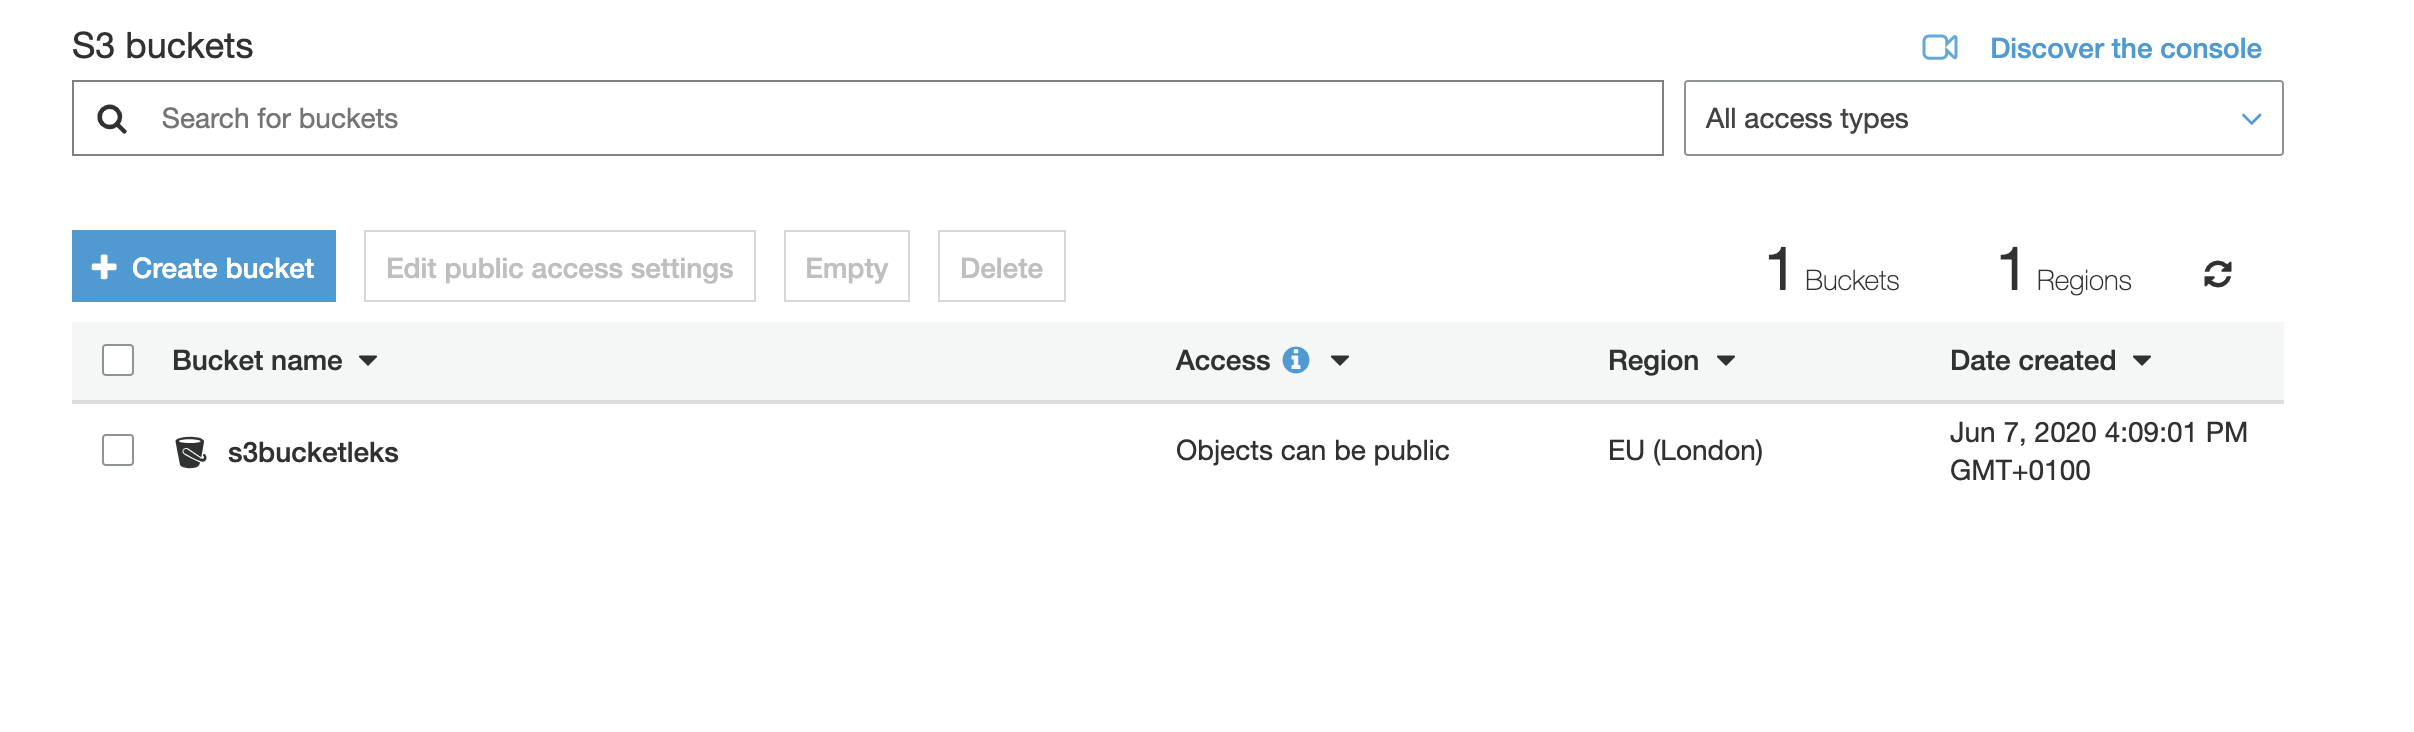 S3 buckets
Discover the console
Search for buckets
All access types
Create bucket
Edit public access settings
Empty
Delete
1 Buckets
1 Regions
Bucket name
Access
Region
Date created
s3bucketleks
Objects can be public
EU (London)
Jun 7, 2020 4:09:01 PM
GMT+0100